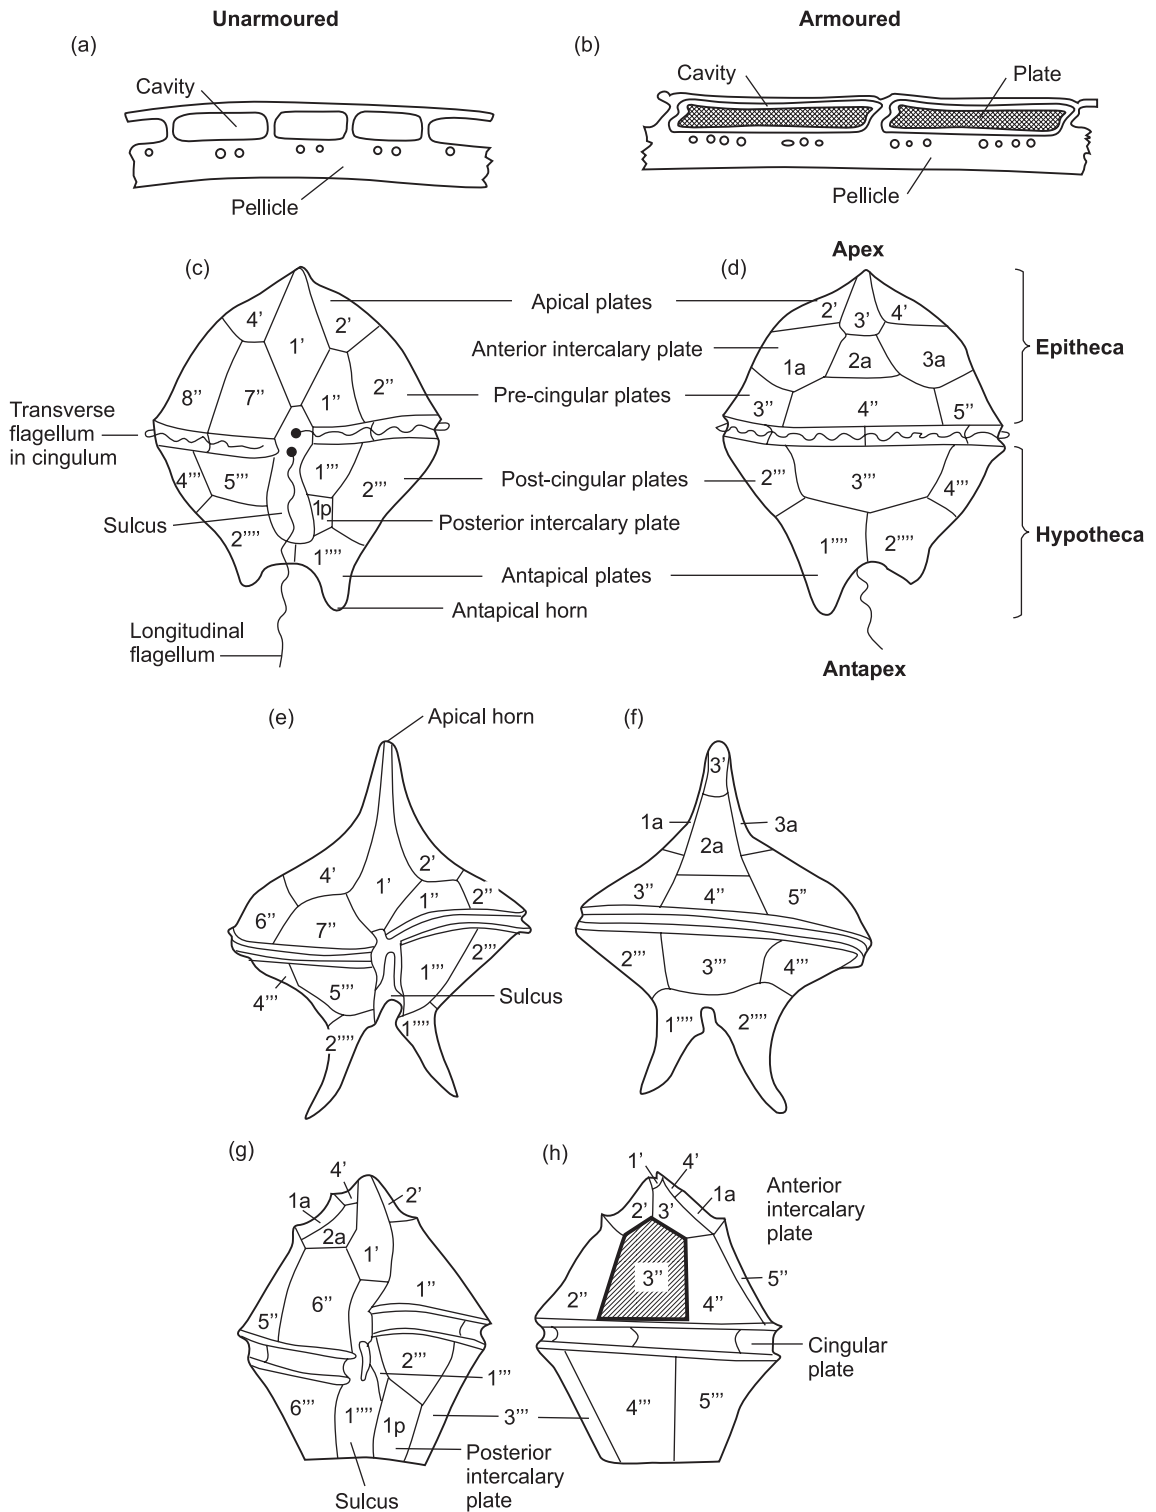 Unarmoured
Armoured
(a)
(b)
Cavity
Pellicle
Cavity
Plate
Pellicle
(c)
(d)
Apex
Apical plates
Anterior intercalary plate
Pre-cingular plates
Epitheca
Transverse
flagellum
in cingulum
Post-cingular plates
Sulcus
Posterior intercalary plate
Hypotheca
Antapical plates
Antapical horn
Longitudinal
flagellum
Antapex
4’ 1’ 2’
8’’ 7’’ 1’’ 2’’
4’’’ 5’’’ 1’’’ 2’’’
1p
2’’’’ 1’’’’
2’ 3’ 4’
1a 2a 3a
3’’ 4’’ 5’’
2’’’ 3’’’ 4’’’
1’’’’ 2’’’’
(e)
Apical horn
(f)
4’ 1’ 2’
6’’ 7’’ 1’’ 2’’
4’’’ 5’’’ 1’’’ 2’’’
Sulcus
2’’’’ 1’’’’
3’
1a 2a 3a
3’’ 4’’ 5’’
2’’’ 3’’’ 4’’’
1’’’’ 2’’’’
(g)
(h)
4’ 2’
1a
2a 1’
5’’ 6’’ 1’’
2’’’
1’’’
6’’’ 1’’’’ 1p 3’’’
Posterior
intercalary
plate
Sulcus
1’ 4’
2’ 3’ 1a
Anterior
intercalary
plate
2’’ 3’’ 4’’ 5’’
Cingular
plate
4’’’ 5’’’